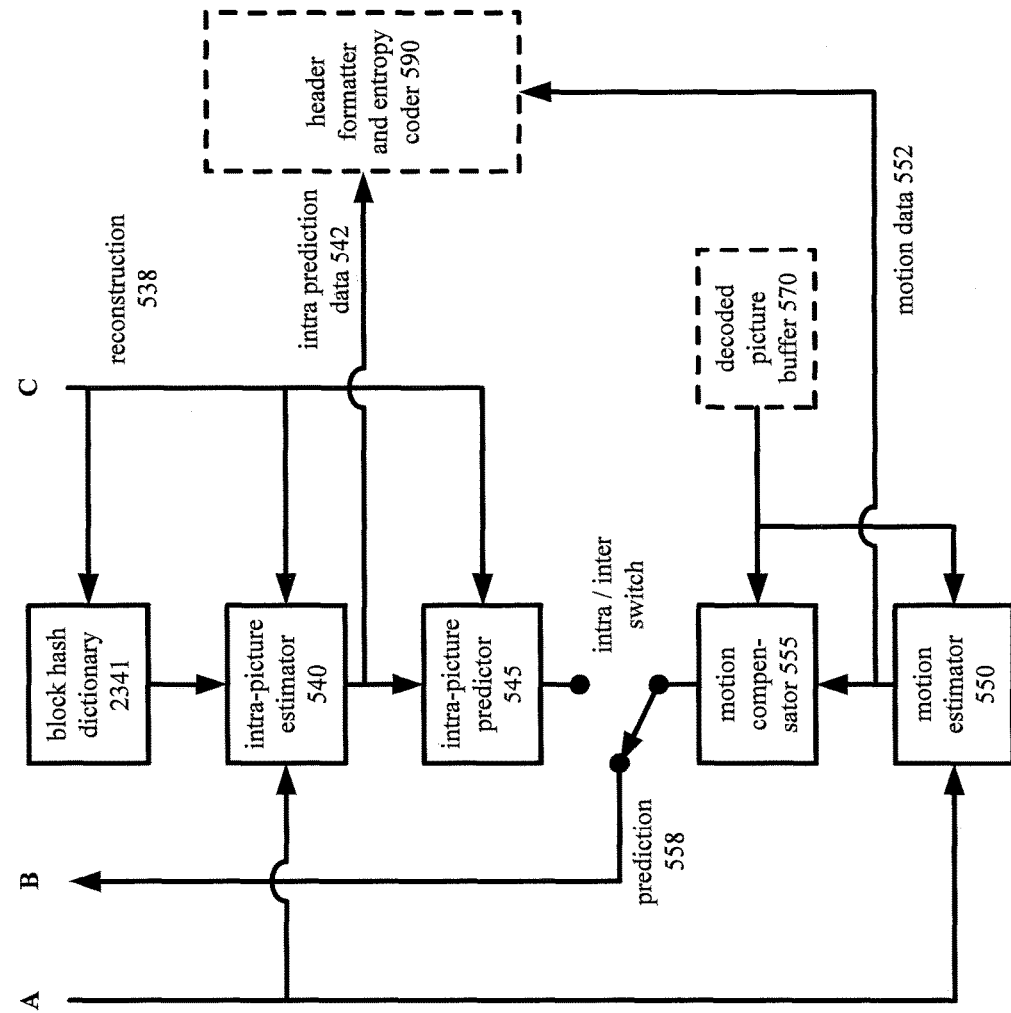 A
B
C
block hash
dictionary
2341
reconstruction
538
intra-picture
estimator
540
intra prediction
data 542
header
formatter
and entropy
coder 590
intra-picture
predictor
545
intra / inter
switch
prediction
558
motion
compen-
sator 555
decoded
picture
buffer 570
motion
estimator
550
motion data 552